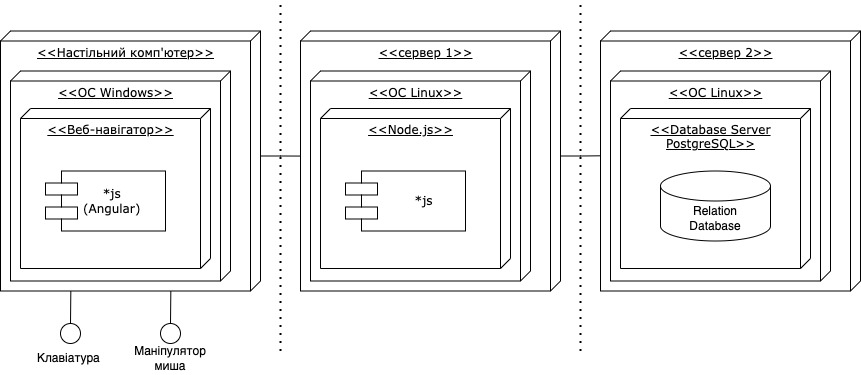 <<Настільний комп'ютер>>
<<ОС Windows>>
<<Веб-навігатор>>
*js
(Angular)
Клавіатура
Маніпулятор
миша
<<сервер 1>>
<<ОС Linux>>
<<Node.js>>
*js
<<сервер 2>>
<<ОС Linux>>
<<Database Server
PostgreSQL>>
Relation
Database